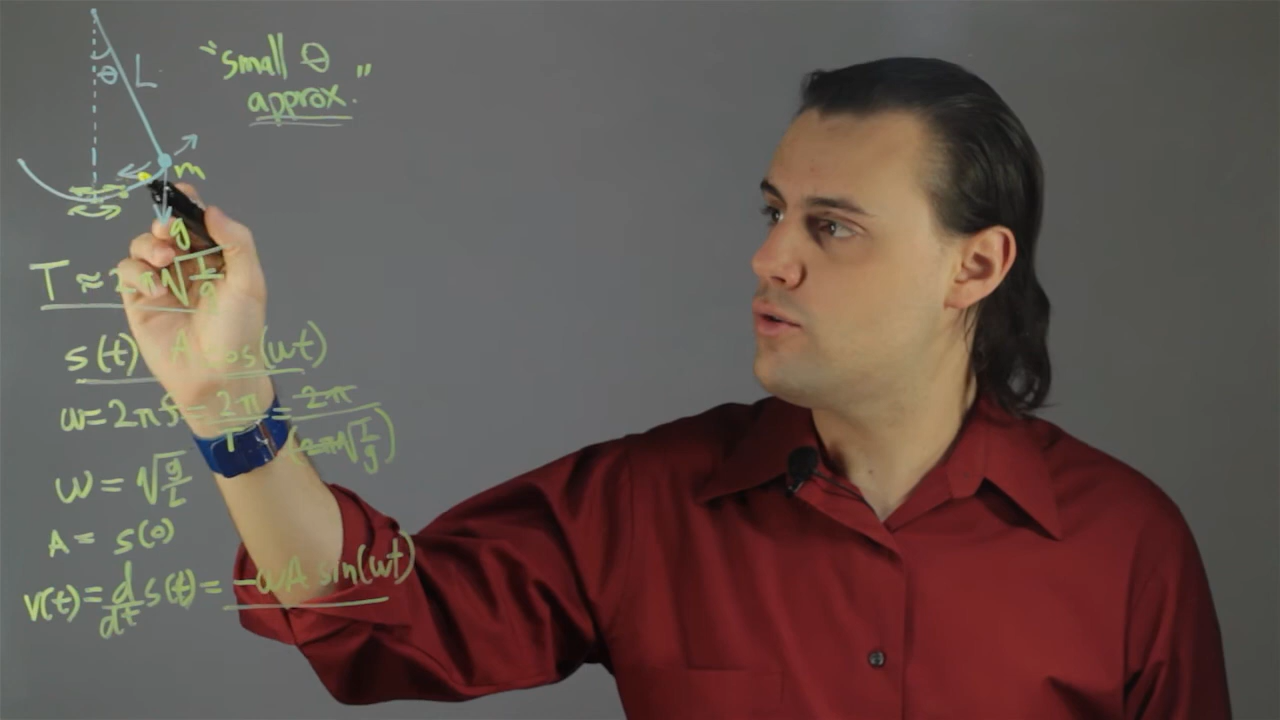 "small θ
approx."
θ L
m
g
T ≈ 2π√(L/g)
s(t) A cos(ωt)
ω = 2πf = 2π/T = 2π/(2π√(L/g))
ω = √(g/L)
A = s(0)
v(t) = d/dt s(t) = -ωA sin(ωt)